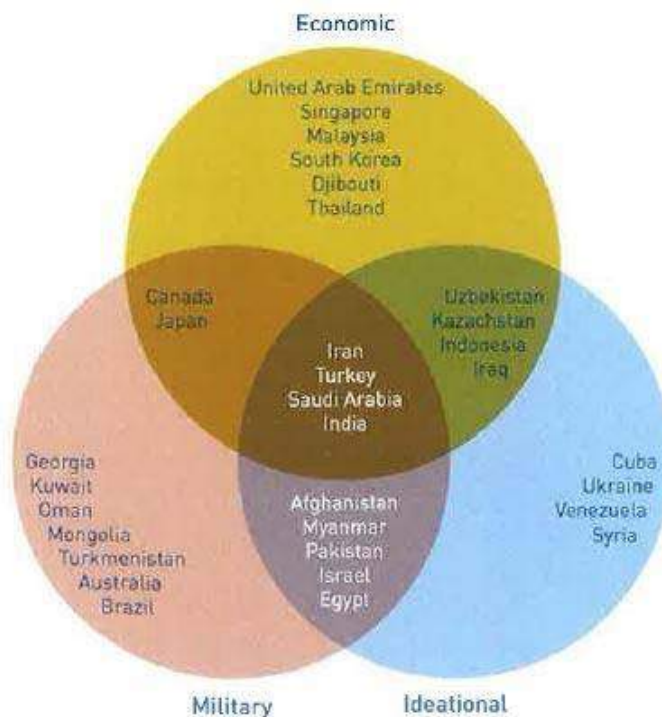 Economic
United Arab Emirates
Singapore
Malaysia
South Korea
Djibouti
Thailand
Canada
Japan
Uzbekistan
Kazachstan
Indonesia
Iraq
Iran
Turkey
Saudi Arabia
India
Georgia
Kuwait
Oman
Mongolia
Turkmenistan
Australia
Brazil
Afghanistan
Myanmar
Pakistan
Israel
Egypt
Cuba
Ukraine
Venezuela
Syria
Military
Ideational